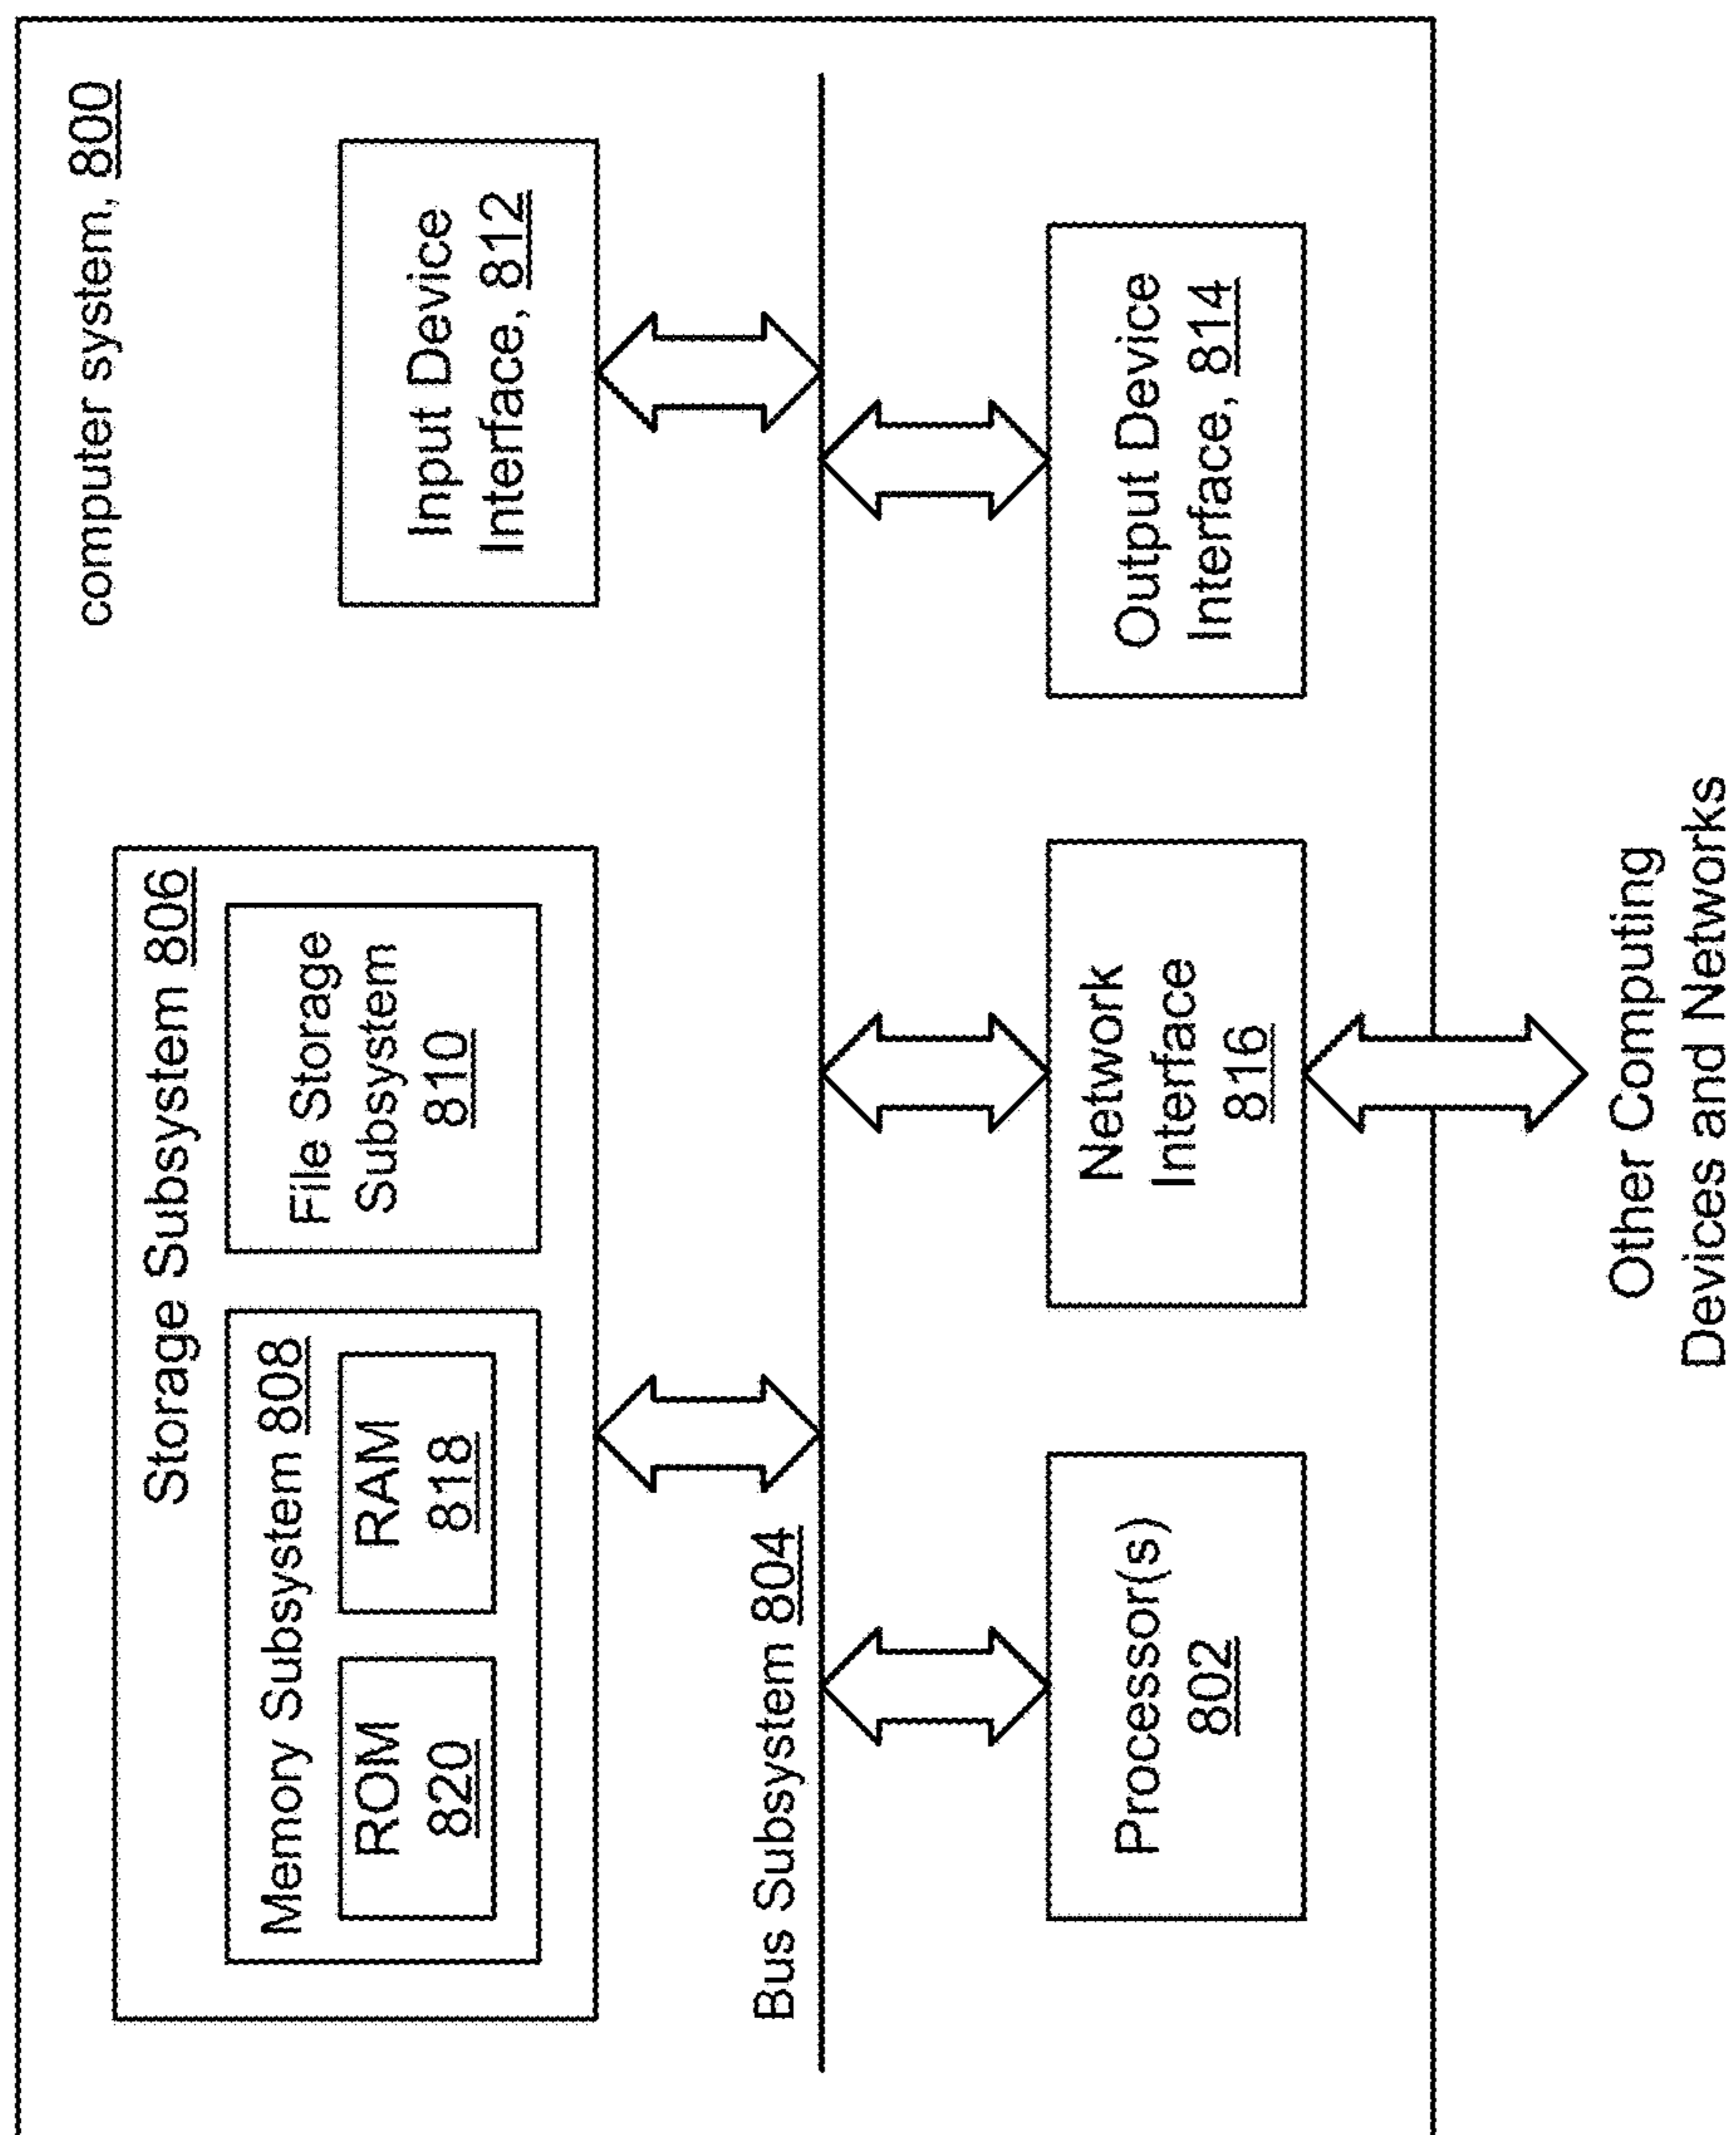 computer system, 800
Storage Subsystem 806
Memory Subsystem 808
ROM
820
RAM
818
File Storage
Subsystem
810
Input Device
Interface, 812
Bus Subsystem 804
Processor(s)
802
Network
Interface
816
Output Device
Interface, 814
Other Computing
Devices and Networks